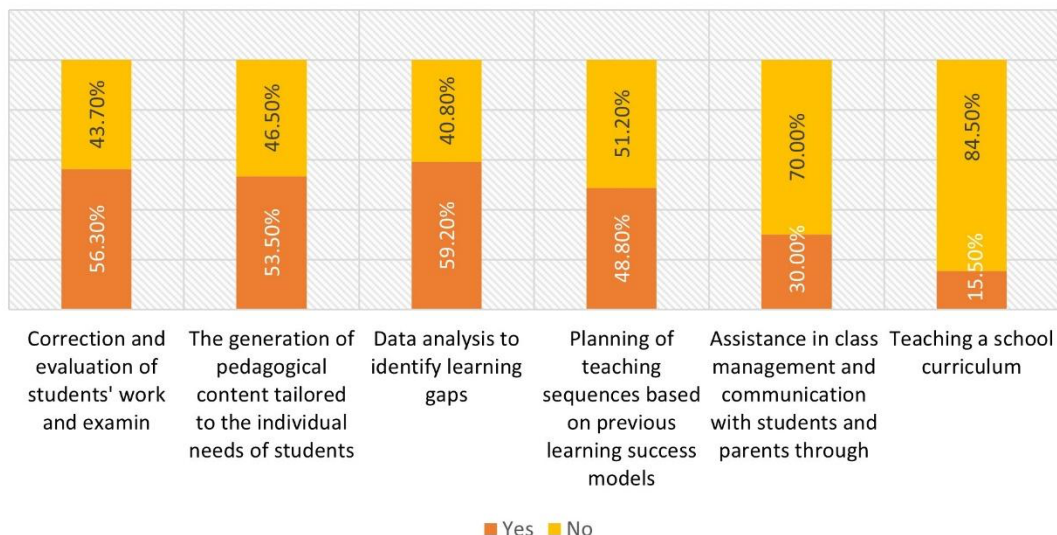 43.70%
46.50%
40.80%
51.20%
70.00%
84.50%
56.30%
53.50%
59.20%
48.80%
30.00%
15.50%
Correction and
evaluation of
students' work
and examin
The generation of
pedagogical
content tailored
to the individual
needs of students
Data analysis to
identify learning
gaps
Planning of
teaching
sequences based
on previous
learning success
models
Assistance in class
management and
communication
with students and
parents through
Teaching a school
curriculum
Yes No